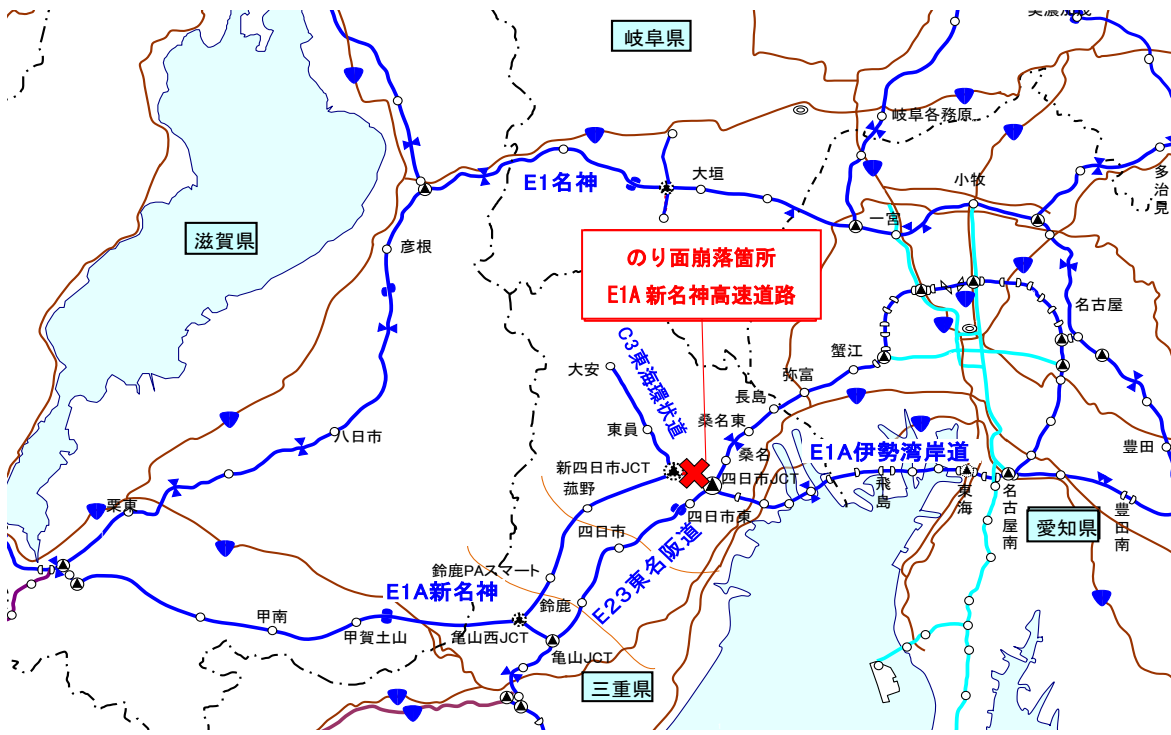 岐阜県
岐阜各務原
E1名神
大垣
小牧
多治見
一宮
滋賀県
彦根
のり面崩落箇所
E1A 新名神高速道路
名古屋
蟹江
C3東海環状道
大安
弥富
長島
東員
桑名東
八日市
桑名
E1A伊勢湾岸道
豊田
新四日市JCT
四日市JCT
菰野
飛島
東海
名古屋南
栗東
四日市東
四日市
豊田南
愛知県
鈴鹿PAスマート
E1A新名神
鈴鹿
E23東名阪道
甲南
甲賀土山
亀山西JCT
亀山JCT
三重県